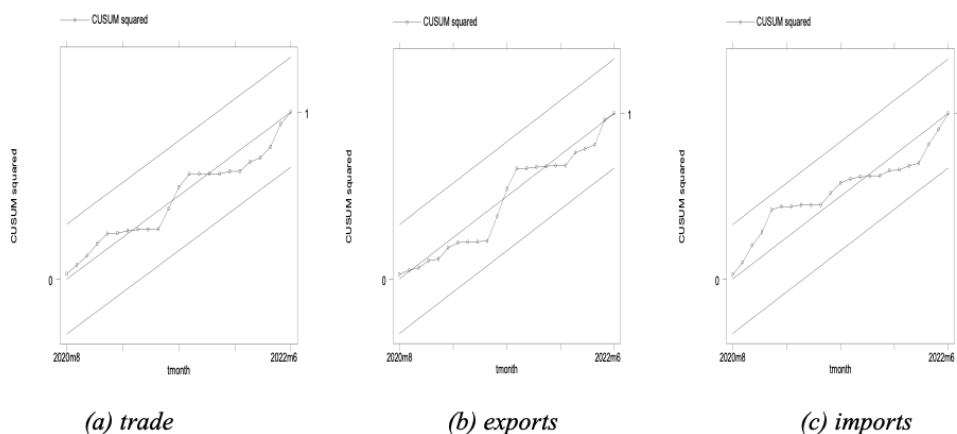 CUSUM squared
CUSUM squared
1
0
2020m8
2022m6
tmonth
(a) trade
CUSUM squared
CUSUM squared
1
0
2020m8
2022m6
tmonth
(b) exports
CUSUM squared
CUSUM squared
0
2020m8
2022m6
tmonth
(c) imports